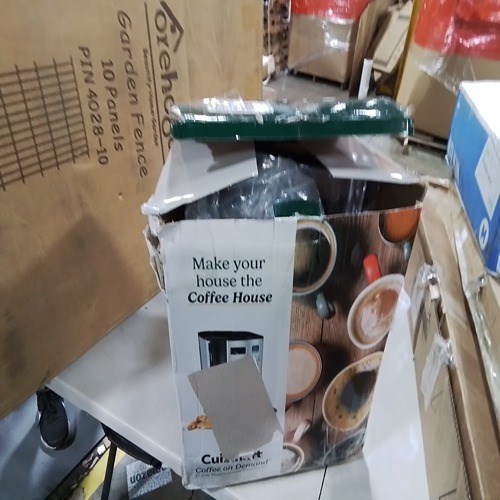 Garden Fence
10 Panels
PIN 4028-10
Make your
house the
Coffee House
Coffee on Demand